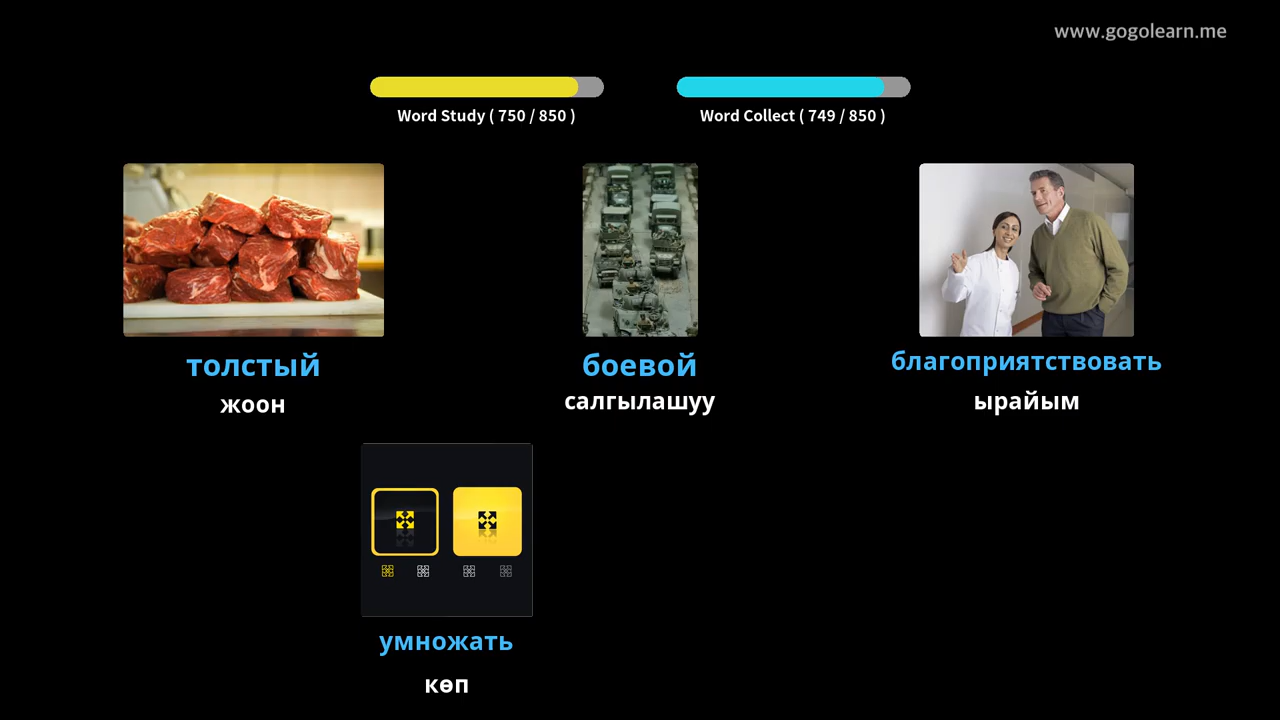 www.gogolearn.me
Word Study ( 750 / 850 )
Word Collect ( 749 / 850 )
толстый
жоон
боевой
салгылашуу
благоприятствовать
ырайым
умножать
көп